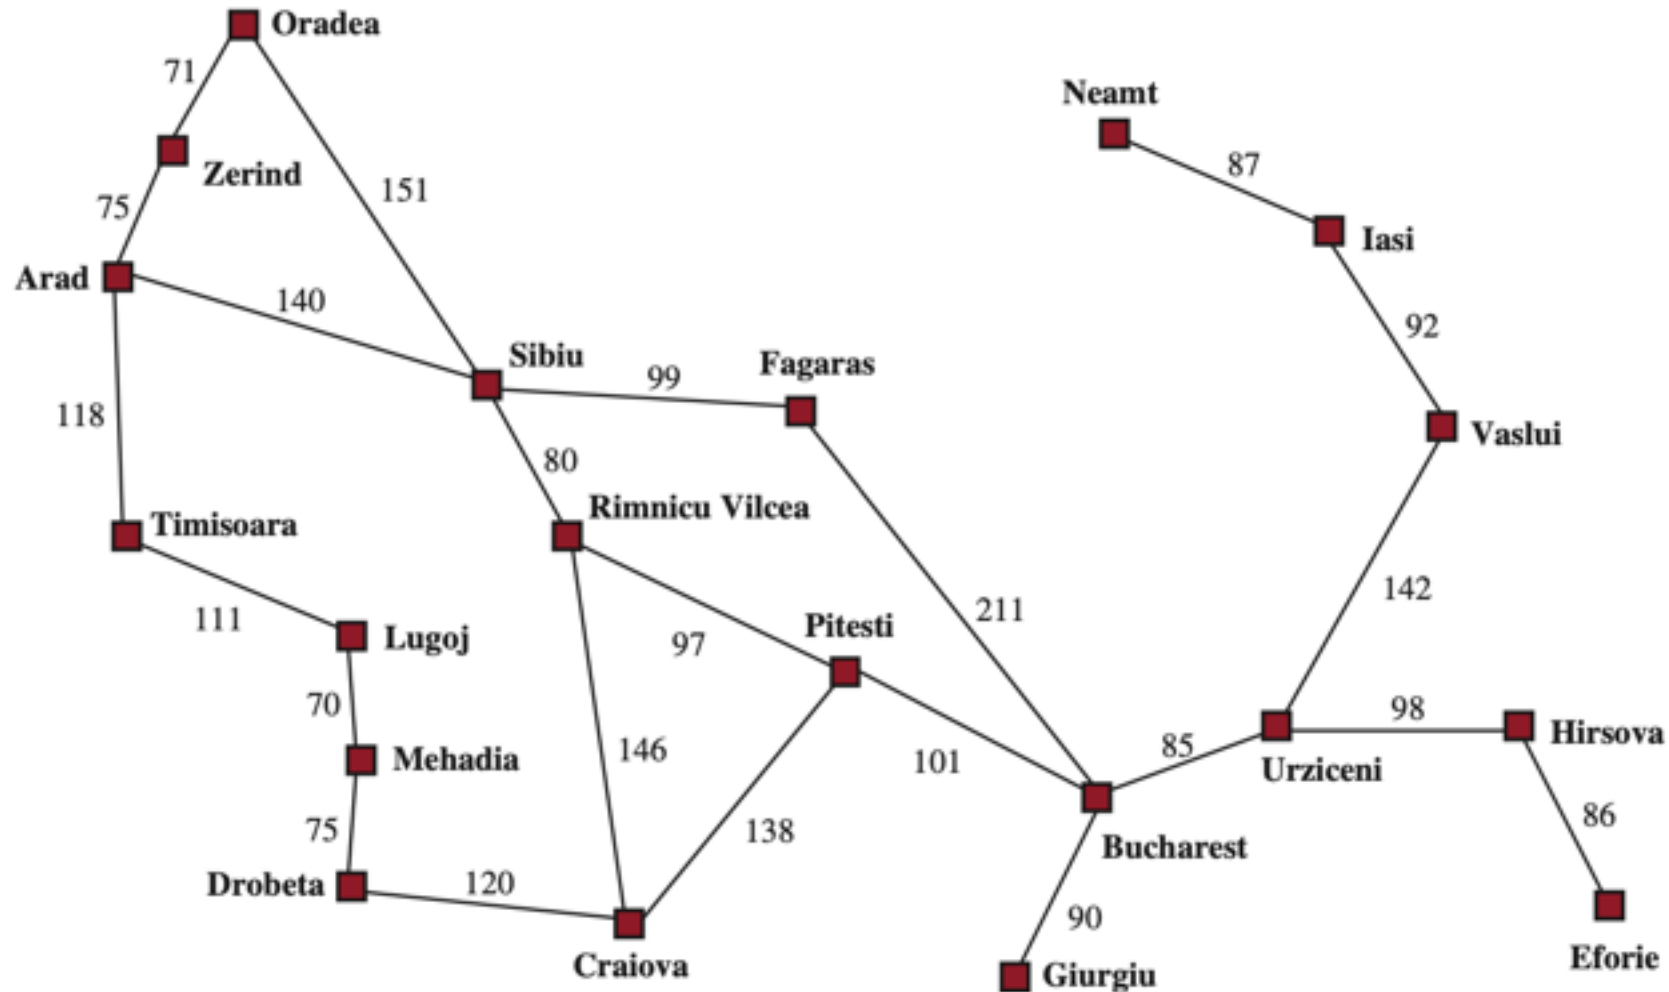 Oradea
71
Neamt
87
Zerind
151
75
Iasi
Arad
140
92
Sibiu
Fagaras
99
118
Vaslui
80
Rimnicu Vilcea
Timisoara
142
211
111
Pitesti
Lugoj
97
70
98
Hirsova
146
85
Mehadia
101
Urziceni
86
75
138
Bucharest
Drobeta
120
90
Craiova
Eforie
Giurgiu